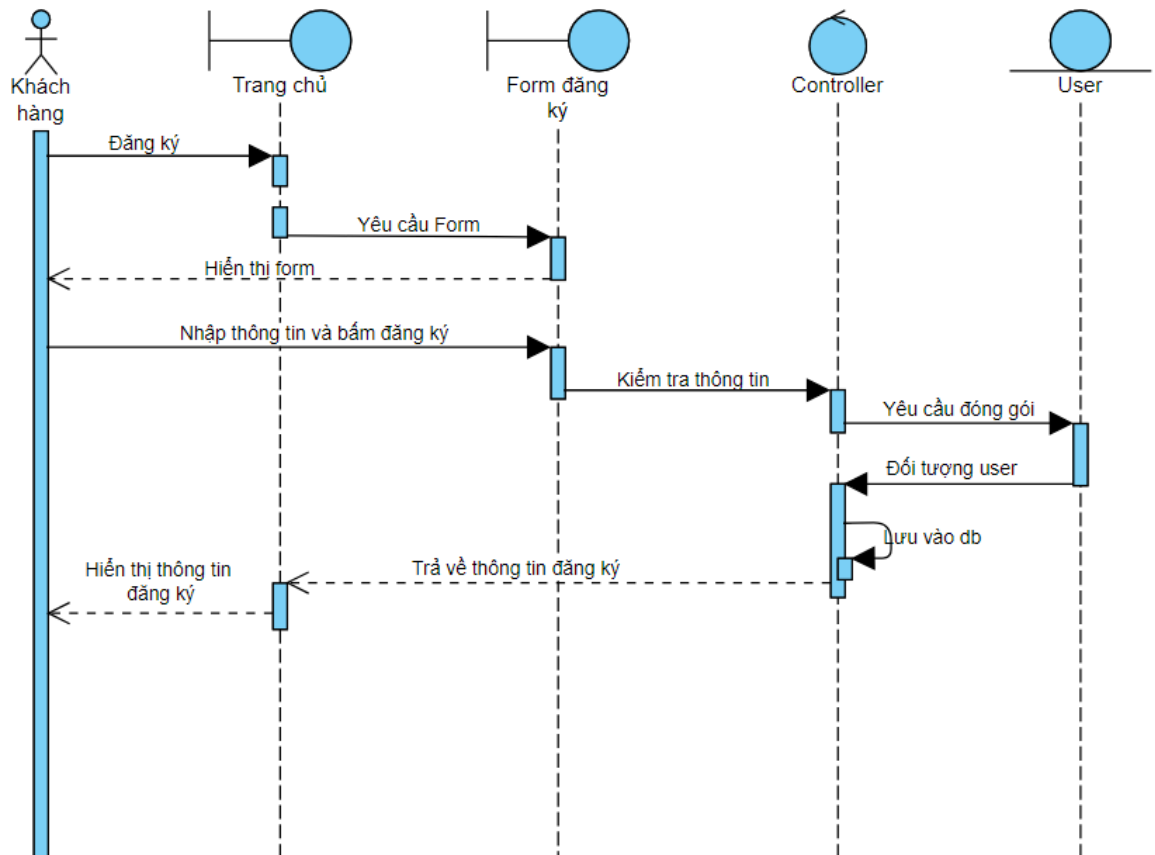 Khách
hàng
Trang chủ
Form đăng
ký
Controller
User
Đăng ký
Yêu cầu Form
Hiển thị form
Nhập thông tin và bấm đăng ký
Kiểm tra thông tin
Yêu cầu đóng gói
Đối tượng user
Lưu vào db
Trả về thông tin đăng ký
Hiển thị thông tin
đăng ký